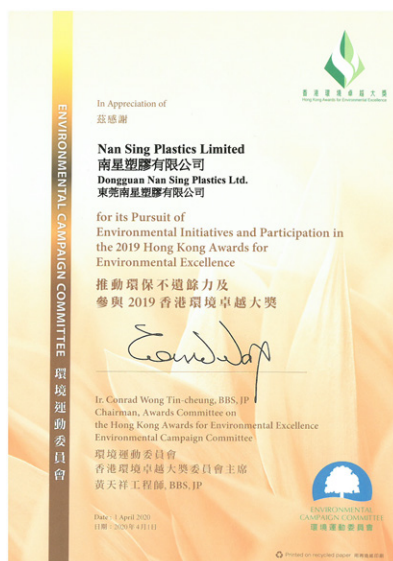 香港環境卓越大獎
Hong Kong Awards for Environmental Excellence
In Appreciation of
茲感謝
Nan Sing Plastics Limited
南星塑膠有限公司
Dongguan Nan Sing Plastics Ltd.
東莞南星塑膠有限公司
for its Pursuit of
Environmental Initiatives and Participation in
the 2019 Hong Kong Awards for
Environmental Excellence
推動環保不遺餘力及
參與 2019 香港環境卓越大獎
Ir. Conrad Wong Tin-cheung, BBS, JP
Chairman, Awards Committee on
the Hong Kong Awards for Environmental Excellence
Environmental Campaign Committee
環境運動委員會
香港環境卓越大獎委員會主席
黃天祥工程師, BBS, JP
Date : 1 April 2020
日期 : 2020年4月1日
ENVIRONMENTAL CAMPAIGN COMMITTEE 環境運動委員會
ENVIRONMENTAL
CAMPAIGN COMMITTEE
環境運動委員會
Printed on recycled paper